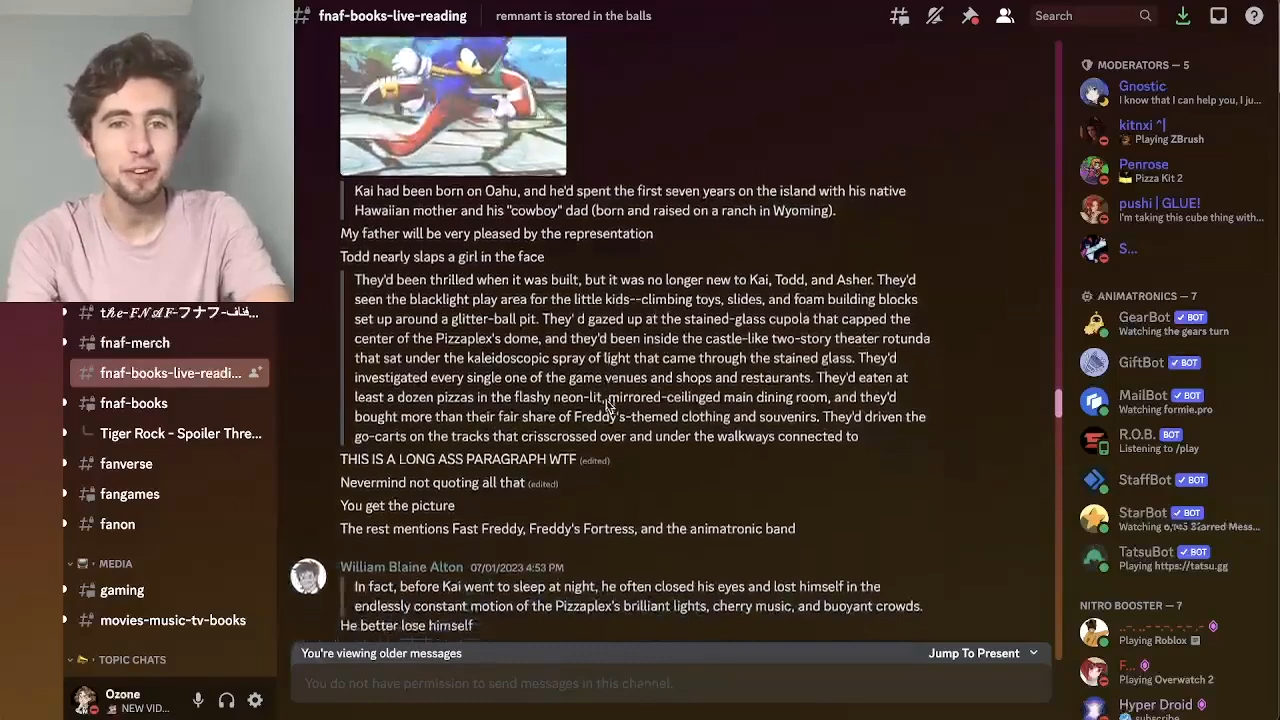 fnaf-books-live-reading
remnant is stored in the balls
Search
Kai had been born on Oahu, and he'd spent the first seven years on the island with his native
Hawaiian mother and his "cowboy" dad (born and raised on a ranch in Wyoming).
My father will be very pleased by the representation
Todd nearly slaps a girl in the face
They'd been thrilled when it was built, but it was no longer new to Kai, Todd, and Asher. They'd
seen the blacklight play area for the little kids--climbing toys, slides, and foam building blocks
set up around a glitter-ball pit. They' d gazed up at the stained-glass cupola that capped the
center of the Pizzaplex's dome, and they'd been inside the castle-like two-story theater rotunda
that sat under the kaleidoscopic spray of light that came through the stained glass. They'd
investigated every single one of the game venues and shops and restaurants. They'd eaten at
least a dozen pizzas in the flashy neon-lit, mirrored-ceilinged main dining room, and they'd
bought more than their fair share of Freddy's-themed clothing and souvenirs. They'd driven the
go-carts on the tracks that crisscrossed over and under the walkways connected to
THIS IS A LONG ASS PARAGRAPH WTF (edited)
Nevermind not quoting all that (edited)
You get the picture
The rest mentions Fast Freddy, Freddy's Fortress, and the animatronic band
William Blaine Alton 07/01/2023 4:53 PM
In fact, before Kai went to sleep at night, he often closed his eyes and lost himself in the
endlessly constant motion of the Pizzaplex's brilliant lights, cherry music, and buoyant crowds.
He better lose himself
You're viewing older messages
Jump To Present
You do not have permission to send messages in this channel.
fnaf-merch
fnaf-books-live-readi...
fnaf-books
Tiger Rock - Spoiler Thre...
fanverse
fangames
fanon
MEDIA
gaming
movies-music-tv-books
TOPIC CHATS
Ozone
NEW VID...
MODERATORS — 5
Gnostic
I know that I can help you, I ju...
kitnxi ^|
Playing ZBrush
Penrose
Pizza Kit 2
pushi | GLUE!
I'm taking this cube thing with...
S...
ANIMATRONICS — 7
GearBot BOT
Watching the gears turn
GiftBot BOT
MailBot BOT
Watching formie.pro
R.O.B. BOT
Listening to /play
StaffBot BOT
StarBot BOT
Mess...
TatsuBot BOT
Playing https://tatsu.gg
NITRO BOOSTER — 7
Playing Roblox
F...
Playing Overwatch 2
Hyper Droid
subscribe